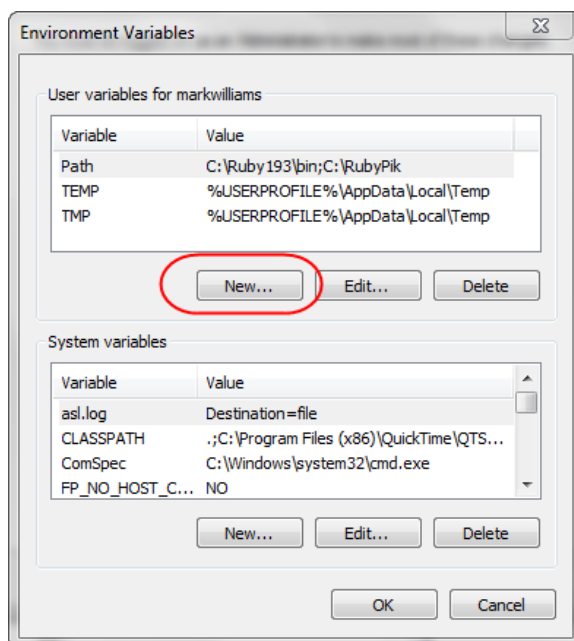 Environment Variables
User variables for markwilliams
Variable Value
Path C:\Ruby193\bin;C:\RubyPik
TEMP %USERPROFILE%\AppData\Local\Temp
TMP %USERPROFILE%\AppData\Local\Temp
New... Edit... Delete
System variables
Variable Value
asl.log Destination=file
CLASSPATH .;C:\Program Files (x86)\QuickTime\QTS...
ComSpec C:\Windows\system32\cmd.exe
FP_NO_HOST_C... NO
New... Edit... Delete
OK Cancel